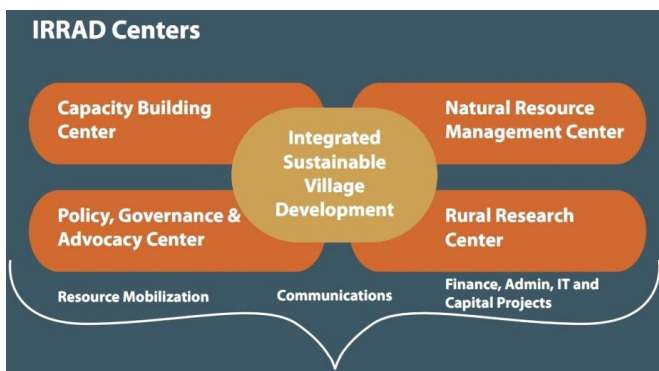 IRRAD Centers
Capacity Building
Center
Natural Resource
Management Center
Integrated
Sustainable
Village
Development
Policy, Governance &
Advocacy Center
Rural Research
Center
Resource Mobilization
Communications
Finance, Admin, IT and
Capital Projects